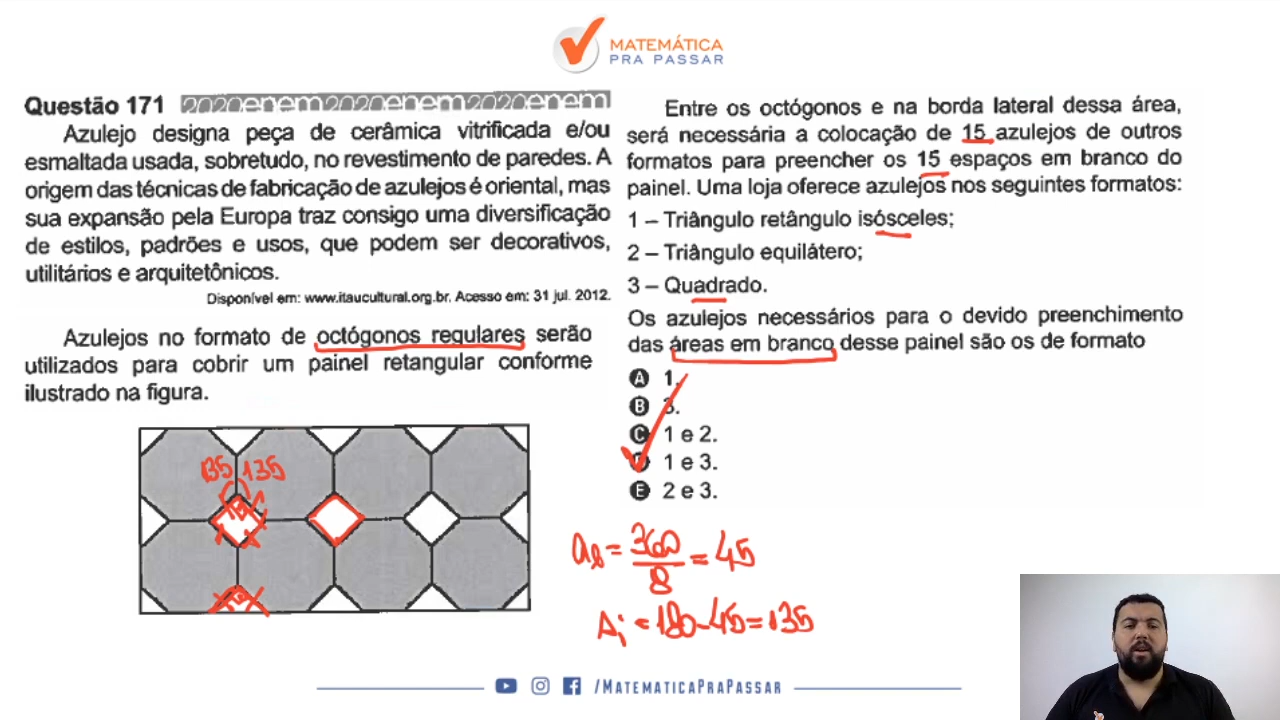 MATEMÁTICA
PRA PASSAR
Questão 171 2020enem2020enem2020enem
Azulejo designa peça de cerâmica vitrificada e/ou
esmaltada usada, sobretudo, no revestimento de paredes. A
origem das técnicas de fabricação de azulejos é oriental, mas
sua expansão pela Europa traz consigo uma diversificação
de estilos, padrões e usos, que podem ser decorativos,
utilitários e arquitetônicos.
Disponível em: www.itaucultural.org.br. Acesso em: 31 jul. 2012.
Azulejos no formato de octógonos regulares serão
utilizados para cobrir um painel retangular conforme
ilustrado na figura.
135 135
Entre os octógonos e na borda lateral dessa área,
será necessária a colocação de 15 azulejos de outros
formatos para preencher os 15 espaços em branco do
painel. Uma loja oferece azulejos nos seguintes formatos:
1 – Triângulo retângulo isósceles;
2 – Triângulo equilátero;
3 – Quadrado.
Os azulejos necessários para o devido preenchimento
das áreas em branco desse painel são os de formato
A 1.
B 3.
C 1 e 2.
D 1 e 3.
E 2 e 3.
a8 = 360/8 = 45
Ai = 180-45=135
/MATEMATICAPRAPASSAR